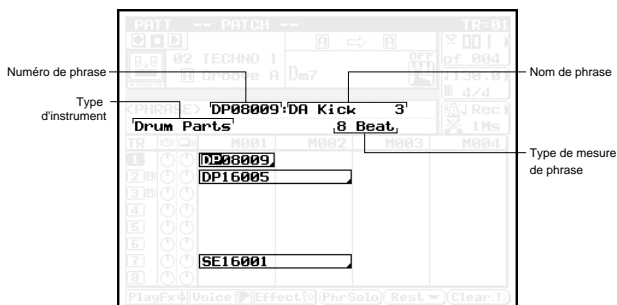 PATT -- PATCH -- TR=01
02 TECHNO 1
A Groove A
Dm7
A ⇨ A
OFF
of 004
♩130.0
4/4
Numéro de phrase
Nom de phrase
<PHRASE> DP08009:DA Kick 3
Rec
Type d'instrument
Drum Parts
8 Beat
1Ms
Type de mesure de phrase
TR M001 M002 M003 M004
1 DP08009
2 DP16005
3
4
5
6
7 SE16001
8
PlayFx Voice Effect PhrSolo Rest Clear